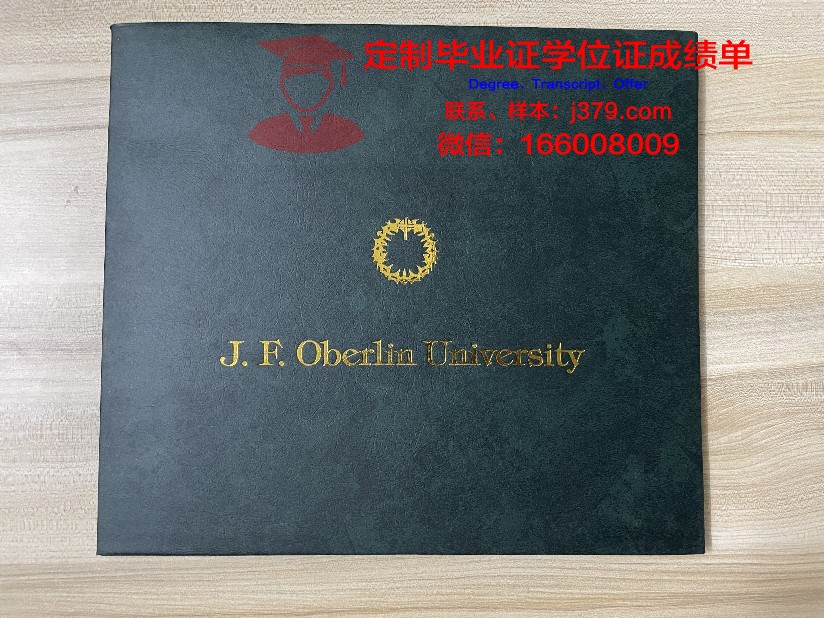 定制毕业证学位证成绩单
Degree、Transcript、Offer
联系、样本：j379.com
微信：166008009
J. F. Oberlin University